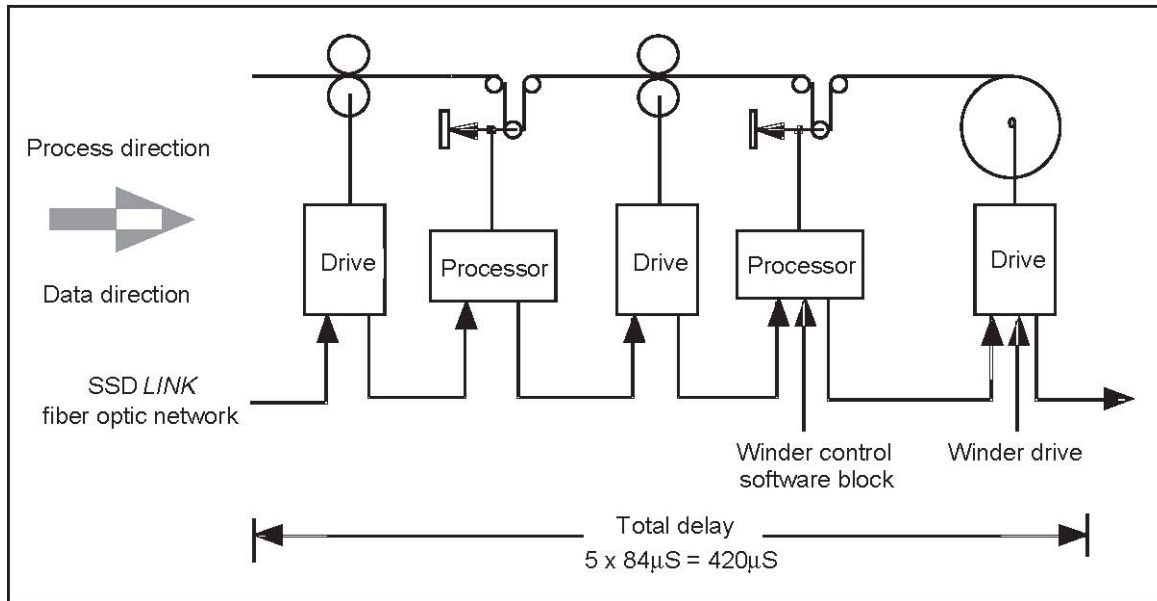 Process direction
Data direction
SSD LINK
fiber optic network
Drive
Processor
Drive
Processor
Drive
Winder control
software block
Winder drive
Total delay
5 x 84μS = 420μS